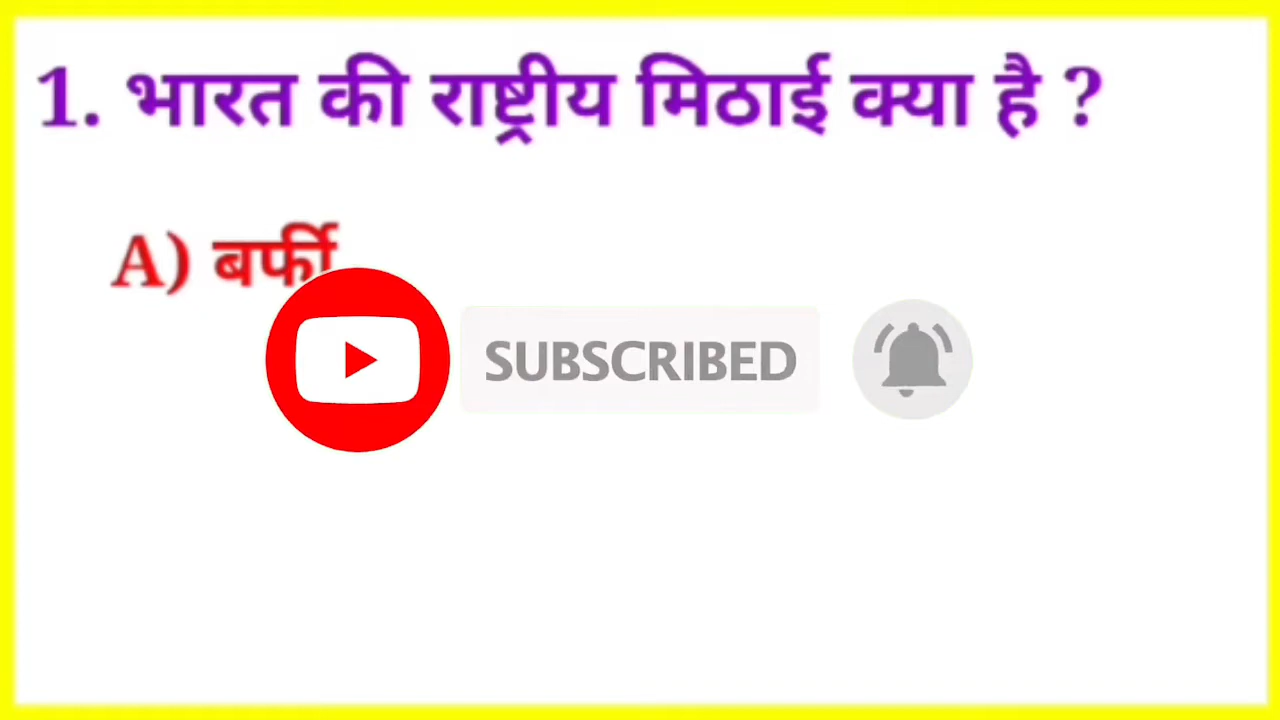 1. भारत की राष्ट्रीय मिठाई क्या है ?
A) बर्फी
SUBSCRIBED